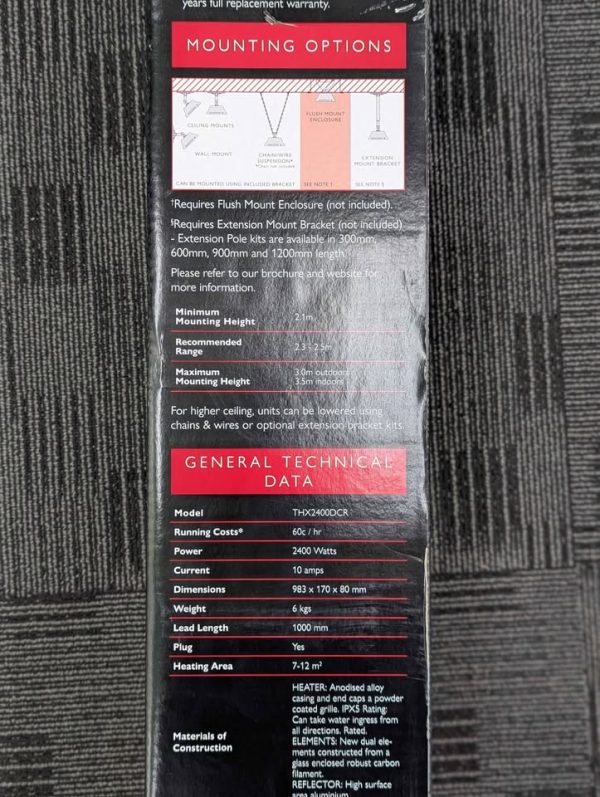 years full replacement warranty.
MOUNTING OPTIONS
CEILING MOUNTS
WALL MOUNT
CHAIN/WIRE
SUSPENSION*
FLUSH MOUNT
ENCLOSURE
EXTENSION
MOUNT BRACKET
CAN BE MOUNTED USING INCLUDED BRACKET
SEE NOTE †
SEE NOTE §
†Requires Flush Mount Enclosure (not included).
§Requires Extension Mount Bracket (not included)
- Extension Pole kits are available in 300mm,
600mm, 900mm and 1200mm length.
Please refer to our brochure and website for
more information.
Minimum
Mounting Height
2.1m
Recommended
Range
2.3 - 2.5m
Maximum
Mounting Height
3.0m outdoors
3.5m indoors
For higher ceiling, units can be lowered using
chains & wires or optional extension bracket kits.
GENERAL TECHNICAL
DATA
Model THX2400DCR
Running Costs* 60c / hr
Power 2400 Watts
Current 10 amps
Dimensions 983 x 170 x 80 mm
Weight 6 kgs
Lead Length 1000 mm
Plug Yes
Heating Area 7-12 m²
Materials of
Construction
HEATER: Anodised alloy
casing and end caps a powder
coated grille. IPX5 Rating:
Can take water ingress from
all directions. Rated.
ELEMENTS: New dual ele-
ments constructed from a
glass enclosed robust carbon
filament.
REFLECTOR: High surface
area aluminium